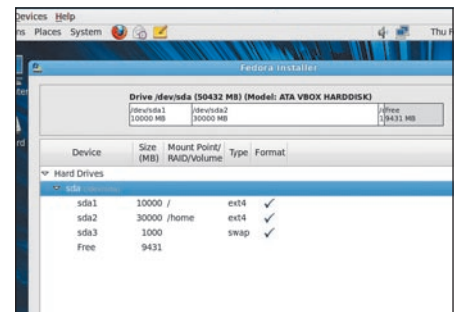 Devices Help
Places System
Thu F
Fedora Installer
Drive /dev/sda (50432 MB) (Model: ATA VBOX HARDDISK)
/dev/sda1 /dev/sda2 Free
10000 MB 30000 MB 9431 MB
Device Size (MB) Mount Point/ RAID/Volume Type Format
Hard Drives
sda
sda1 10000 / ext4
sda2 30000 /home ext4
sda3 1000 swap
Free 9431